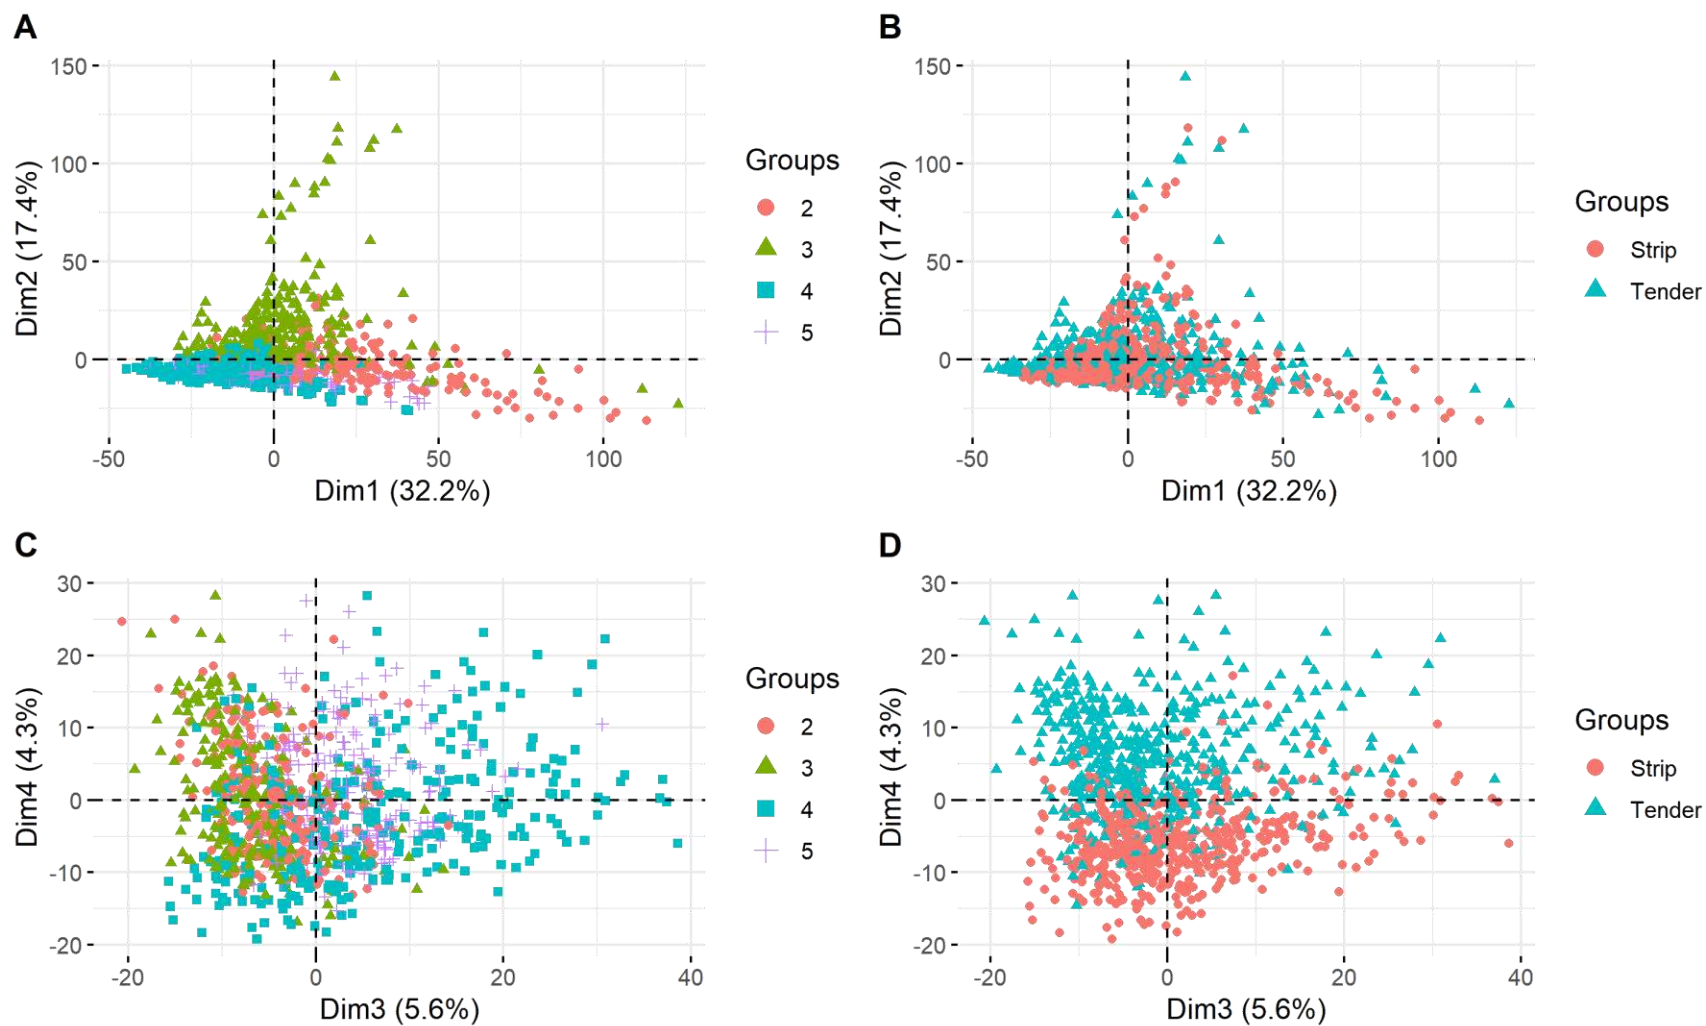 A
Dim2 (17.4%)
150
100
50
0
-50
0
50
100
Dim1 (32.2%)
Groups
2
3
4
5
B
Dim2 (17.4%)
150
100
50
0
-50
0
50
100
Dim1 (32.2%)
Groups
Strip
Tender
C
Dim4 (4.3%)
30
20
10
0
-10
-20
-20
0
20
40
Dim3 (5.6%)
Groups
2
3
4
5
D
Dim4 (4.3%)
30
20
10
0
-10
-20
-20
0
20
40
Dim3 (5.6%)
Groups
Strip
Tender